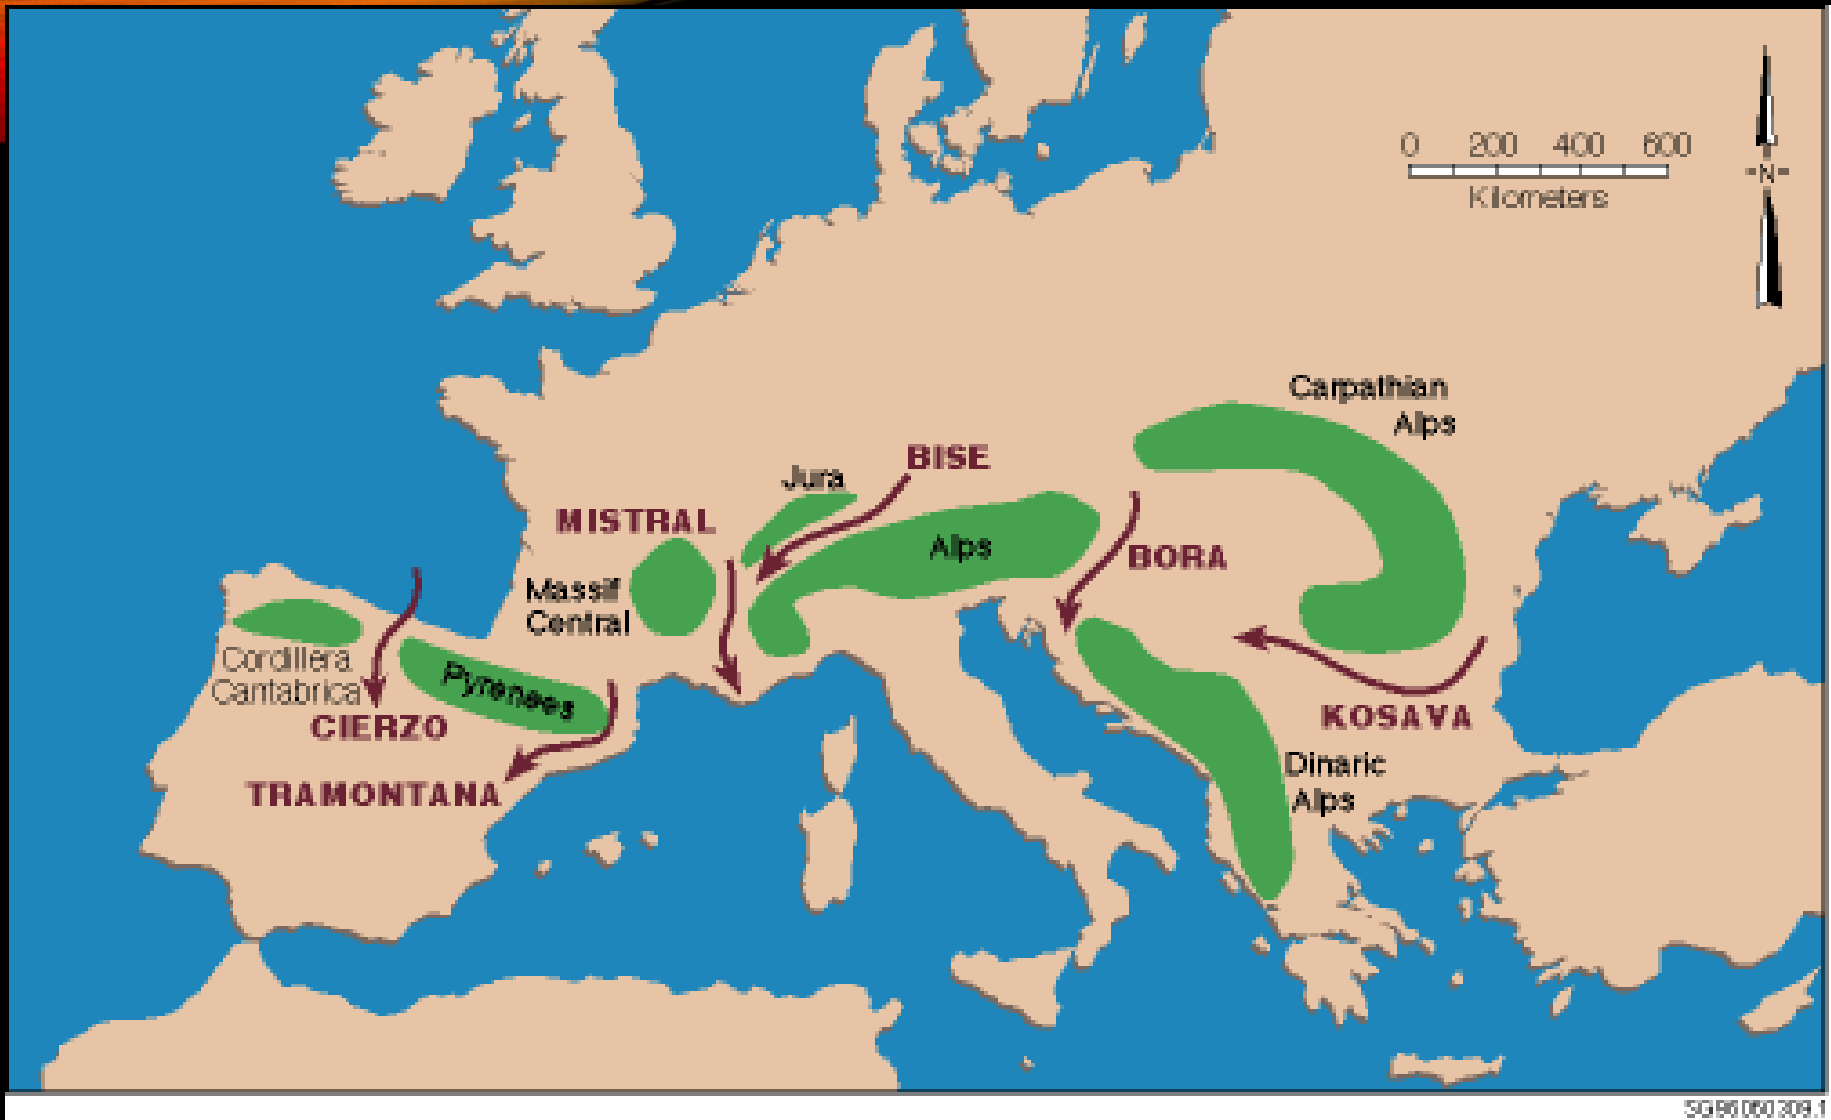 0 200 400 600
-N-
Kilometers
Carpathian
Alps
BISE
Jura
MISTRAL
Alps
BORA
Massif
Central
Cordillera
Cantabrica
Pyrenees
CIERZO
KOSAVA
TRAMONTANA
Dinaric
Alps
SG96060309.1